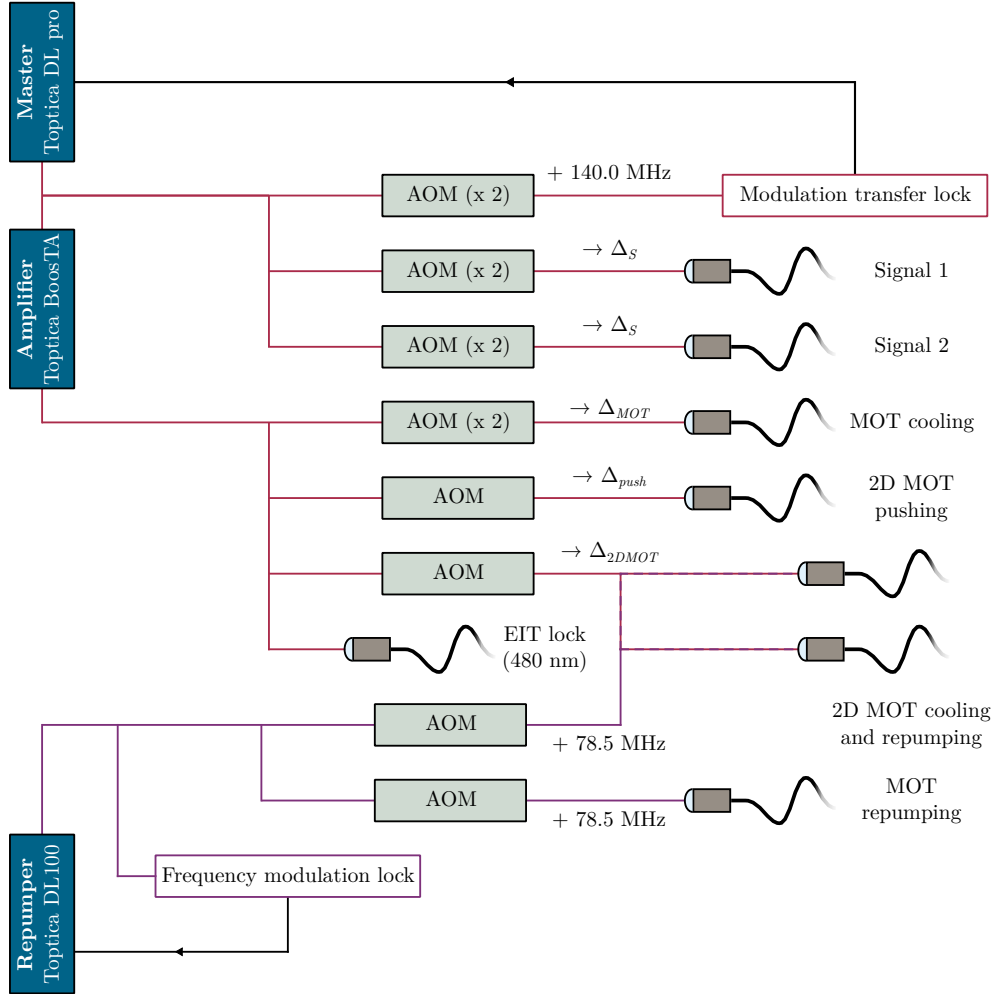 Master
Toptica DL pro
+ 140.0 MHz
AOM (x 2)
Modulation transfer lock
Amplifier
Toptica BoosTA
→ Δ_S
AOM (x 2)
Signal 1
→ Δ_S
AOM (x 2)
Signal 2
→ Δ_MOT
AOM (x 2)
MOT cooling
→ Δ_push
AOM
2D MOT
pushing
→ Δ_2DMOT
AOM
EIT lock
(480 nm)
AOM
+ 78.5 MHz
2D MOT cooling
and repumping
AOM
+ 78.5 MHz
MOT
repumping
Repumper
Toptica DL100
Frequency modulation lock